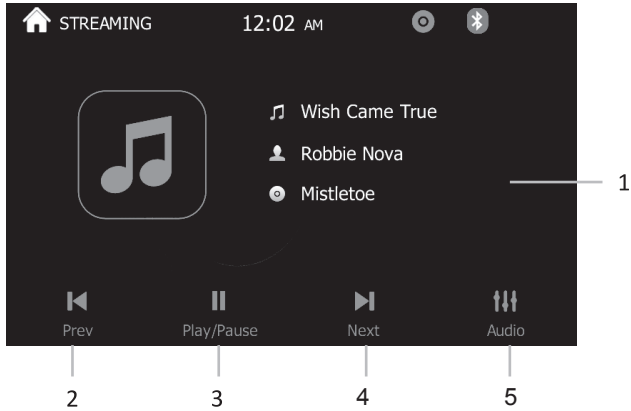 STREAMING 12:02 AM
Wish Came True
Robbie Nova
Mistletoe
1
Prev Play/Pause Next Audio
2 3 4 5